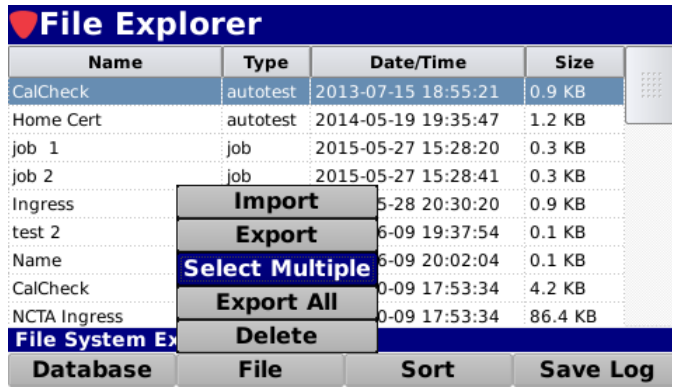 File Explorer
Name Type Date/Time Size
CalCheck autotest 2013-07-15 18:55:21 0.9 KB
Home Cert autotest 2014-05-19 19:35:47 1.2 KB
job 1 job 2015-05-27 15:28:20 0.3 KB
job 2 job 2015-05-27 15:28:41 0.3 KB
Ingress 5-28 20:30:20 0.9 KB
test 2 6-09 19:37:54 0.1 KB
Name 6-09 20:02:04 0.1 KB
CalCheck 0-09 17:53:34 4.2 KB
NCTA Ingress 0-09 17:53:34 86.4 KB
Import
Export
Select Multiple
Export All
Delete
File System Ex
Database File Sort Save Log